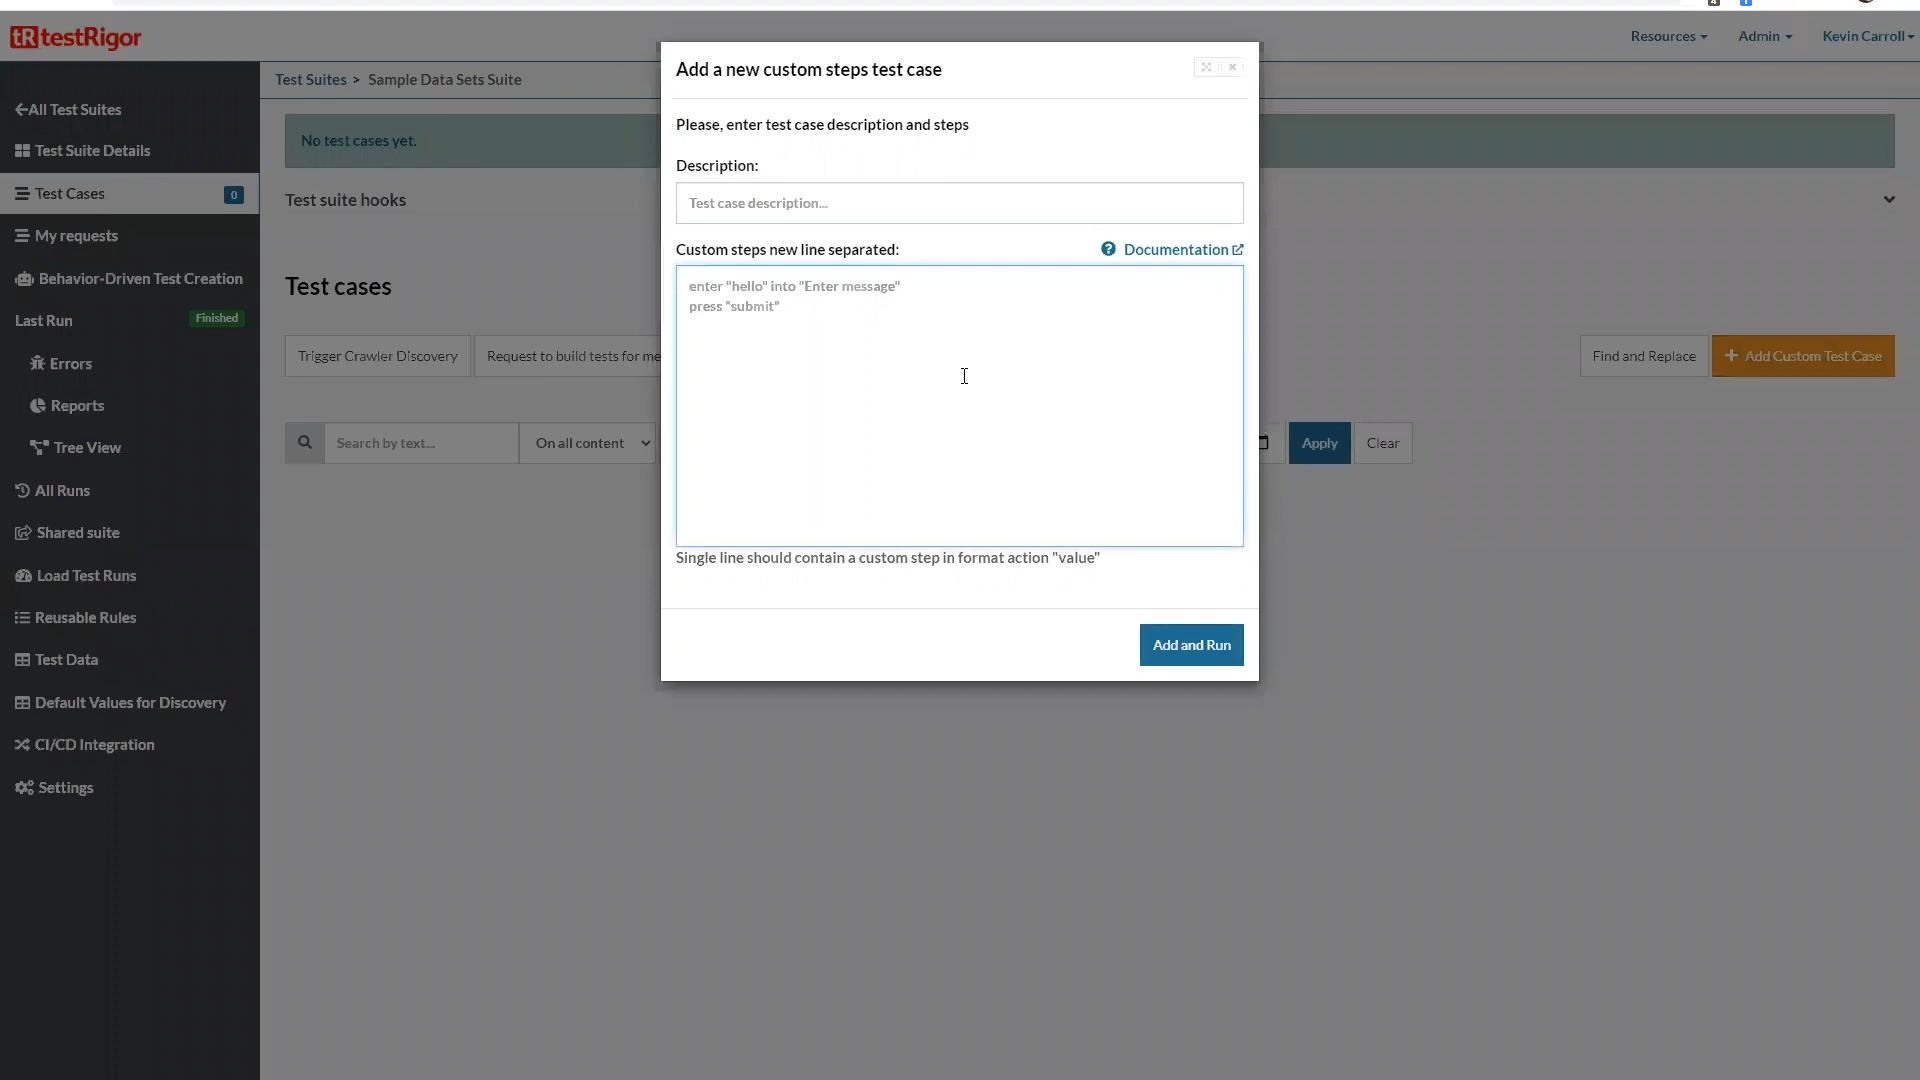 testRigor
Resources
Admin
Kevin Carroll
Test Suites > Sample Data Sets Suite
All Test Suites
Test Suite Details
Test Cases 0
My requests
Behavior-Driven Test Creation
Last Run Finished
Errors
Reports
Tree View
All Runs
Shared suite
Load Test Runs
Reusable Rules
Test Data
Default Values for Discovery
CI/CD Integration
Settings
No test cases yet.
Test suite hooks
Test cases
Trigger Crawler Discovery
Request to build tests for me
Find and Replace
+ Add Custom Test Case
Search by text...
On all content
Apply
Clear
Add a new custom steps test case
Please, enter test case description and steps
Description:
Test case description...
Custom steps new line separated:
Documentation
enter "hello" into "Enter message"
press "submit"
Single line should contain a custom step in format action "value"
Add and Run